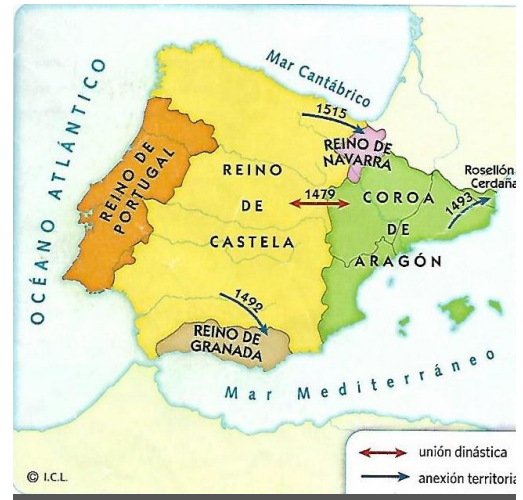 Mar Cantábrico
OCÉANO ATLÁNTICO
1515
REINO DE
NAVARRA
REINO DE
PORTUGAL
REINO
DE
CASTELA
1479
COROA
DE
ARAGÓN
Rosellón
Cerdaña
1493
1492
REINO DE
GRANADA
Mar Mediterráneo
unión dinástica
anexión territoria
© I.C.L.